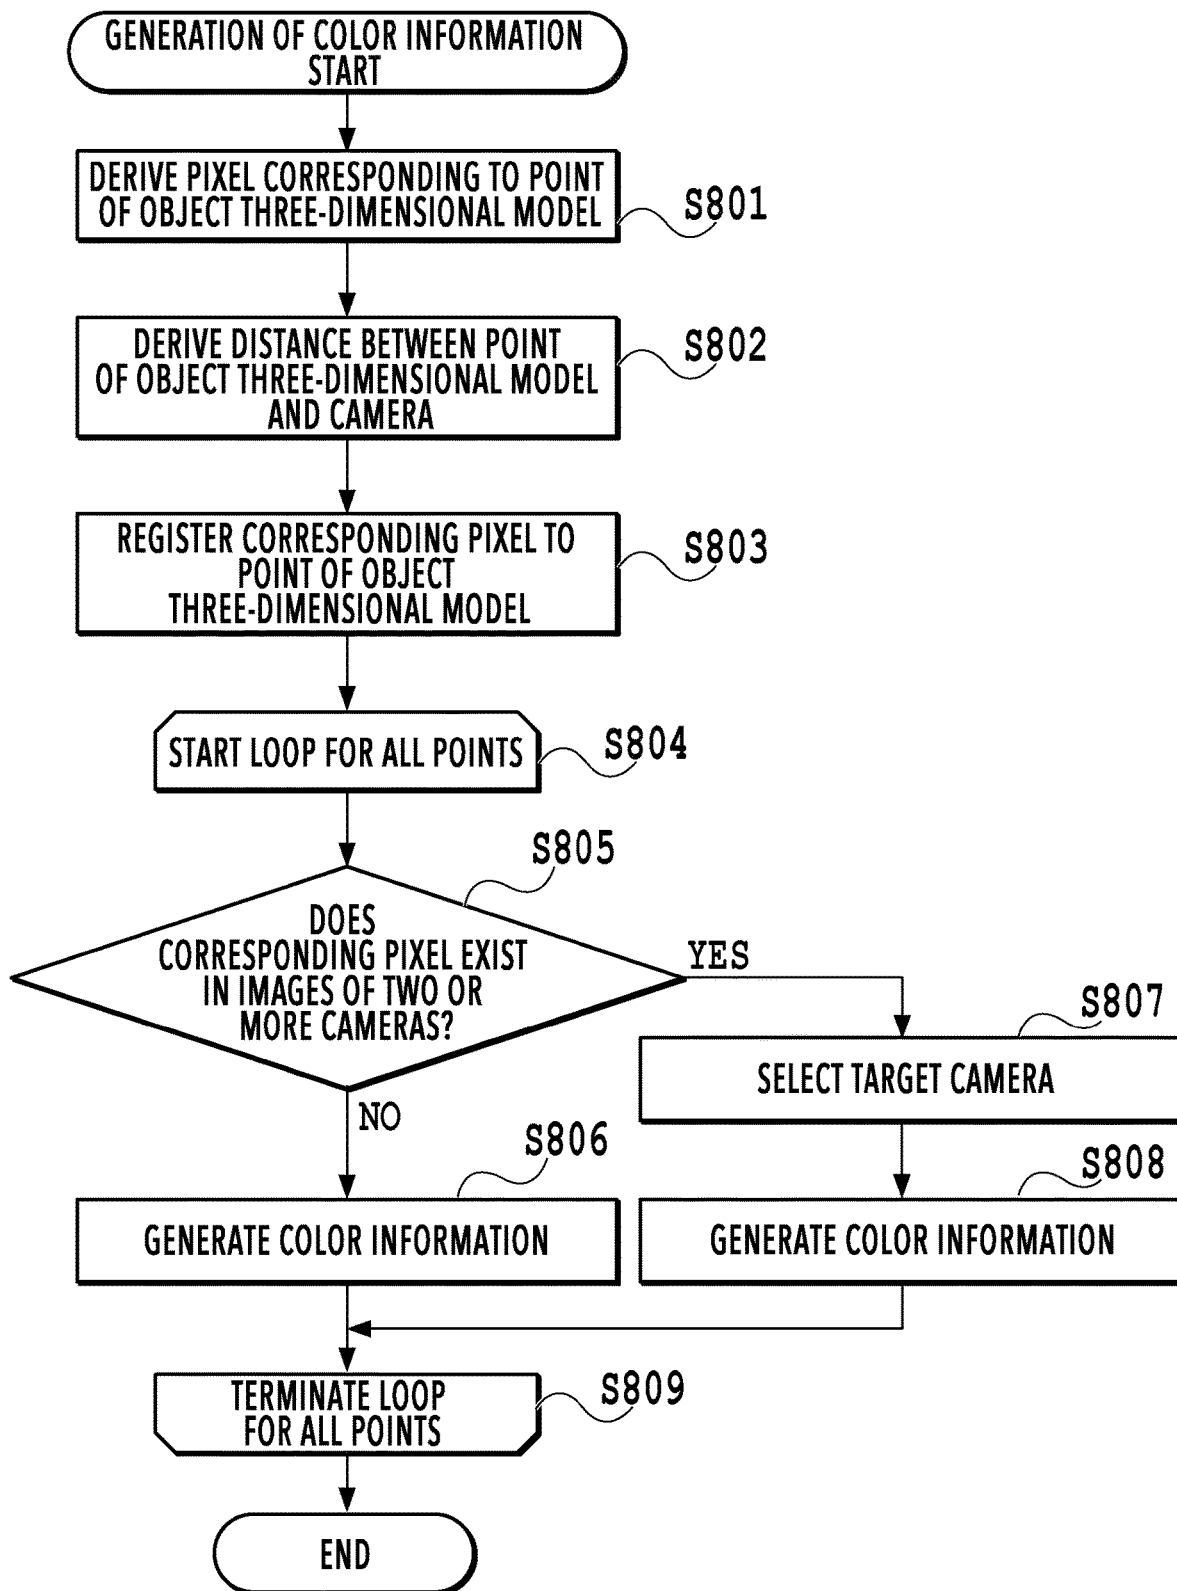 GENERATION OF COLOR INFORMATION
START
DERIVE PIXEL CORRESPONDING TO POINT
OF OBJECT THREE-DIMENSIONAL MODEL
S801
DERIVE DISTANCE BETWEEN POINT
OF OBJECT THREE-DIMENSIONAL MODEL
AND CAMERA
S802
REGISTER CORRESPONDING PIXEL TO
POINT OF OBJECT
THREE-DIMENSIONAL MODEL
S803
START LOOP FOR ALL POINTS
S804
S805
DOES
CORRESPONDING PIXEL EXIST
IN IMAGES OF TWO OR
MORE CAMERAS?
YES
NO
S807
SELECT TARGET CAMERA
S806
GENERATE COLOR INFORMATION
S808
GENERATE COLOR INFORMATION
TERMINATE LOOP
FOR ALL POINTS
S809
END